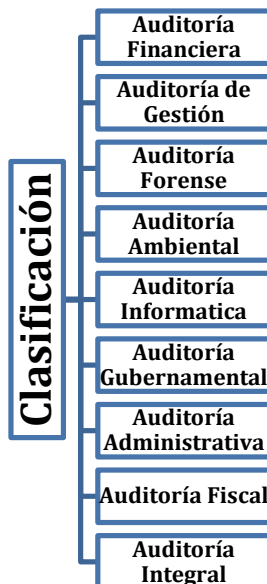 Clasificación
Auditoría
Financiera
Auditoría de
Gestión
Auditoría
Forense
Auditoría
Ambiental
Auditoría
Informatica
Auditoría
Gubernamental
Auditoría
Administrativa
Auditoría Fiscal
Auditoría
Integral